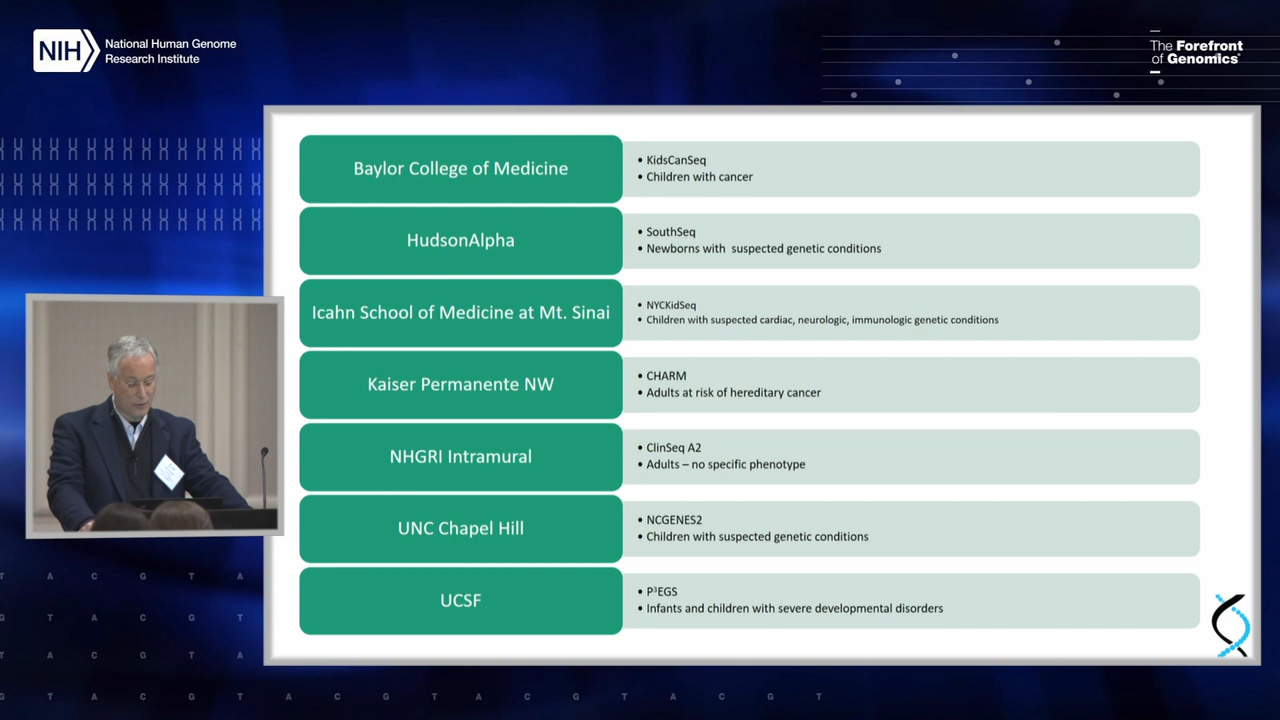 NIH
National Human Genome
Research Institute
The Forefront
of Genomics®
Baylor College of Medicine
• KidsCanSeq
• Children with cancer
HudsonAlpha
• SouthSeq
• Newborns with  suspected genetic conditions
Icahn School of Medicine at Mt. Sinai
• NYCKidSeq
• Children with suspected cardiac, neurologic, immunologic genetic conditions
Kaiser Permanente NW
• CHARM
• Adults at risk of hereditary cancer
NHGRI Intramural
• ClinSeq A2
• Adults – no specific phenotype
UNC Chapel Hill
• NCGENES2
• Children with suspected genetic conditions
UCSF
• P³EGS
• Infants and children with severe developmental disorders
T A C G T A
G T A C G T
T A C G T A
G T A C G T A C G T A C G T A C G T A C G T